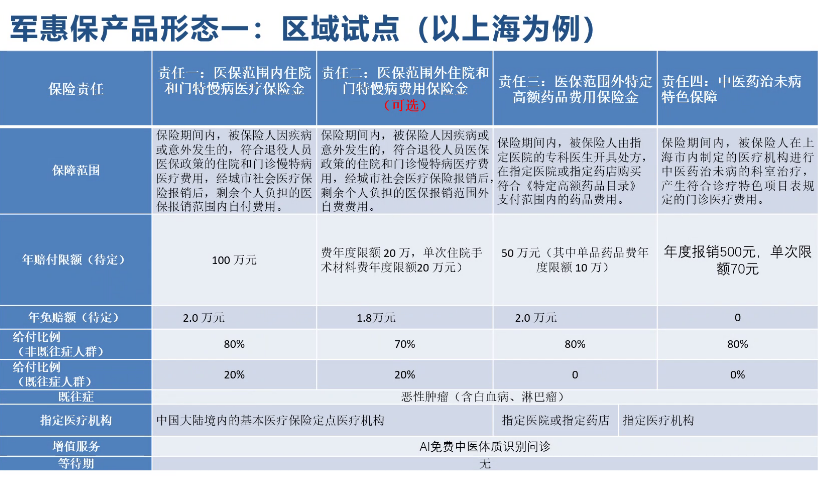 军惠保产品形态一：区域试点（以上海为例）
保险责任
责任一：医保范围内住院
和门特慢病医疗保险金
责任二：医保范围外住院和
门特慢病费用保险金
（可选）
责任三：医保范围外特定
高额药品费用保险金
责任四：中医药治未病
特色保障
保障范围
保险期间内，被保险人因疾病
或意外发生的，符合退役人员
医保政策的住院和门诊慢特病
医疗费用，经城市社会医疗保
险报销后，剩余个人负担的医
保报销范围内自付费用。
保险期间内，被保险人因疾病或
意外发生的，符合退役人员医保
政策的住院和门诊慢特病医疗费
用，经城市社会医疗保险报销后，
剩余个人负担的医保报销范围外
自费费用。
保险期间内，被保险人由指
定医院的专科医生开具处方，
在指定医院或指定药店购买
符合《特定高额药品目录》
支付范围内的药品费用。
保险期间内，被保险人在上
海市内制定的医疗机构进行
中医药治未病的科室治疗，
产生符合诊疗特色项目表规
定的门诊医疗费用。
年赔付限额（待定）
100 万元
费年度限额 20 万，单次住院手
术材料费年度限额20 万元）
50 万元（其中单品药品费年
度限额 10 万）
年度报销500元，单次限
额70元
年免赔额（待定）
2.0 万元
1.8万元
2.0 万元
0
给付比例
（非既往症人群）
80%
70%
80%
80%
给付比例
（既往症人群）
20%
20%
0
0%
既往症
恶性肿瘤（含白血病、淋巴瘤）
指定医疗机构
中国大陆境内的基本医疗保险定点医疗机构
指定医院或指定药店
指定医疗机构
增值服务
AI免费中医体质识别问诊
等待期
无